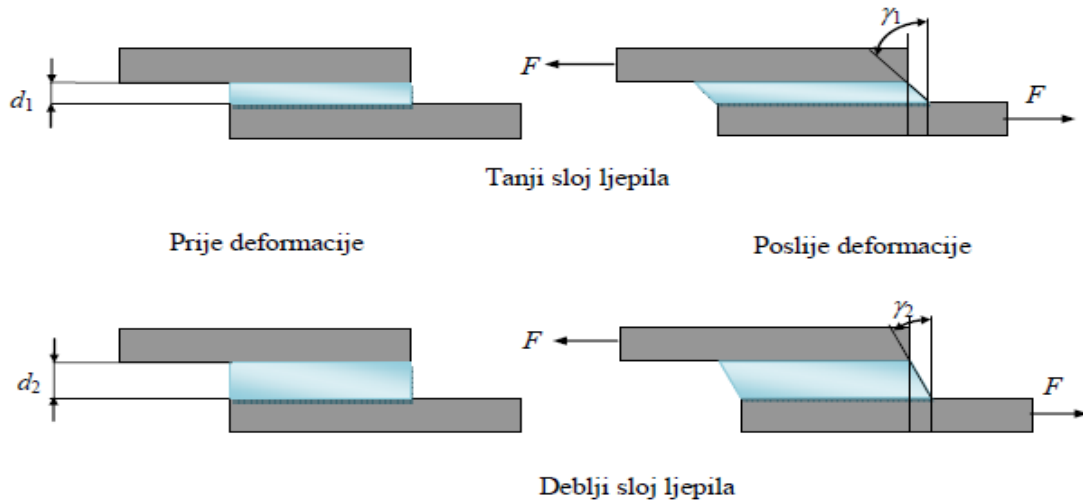 γ1
F
d1
F
Tanji sloj ljepila
Prije deformacije
Poslije deformacije
γ2
F
d2
F
Deblji sloj ljepila